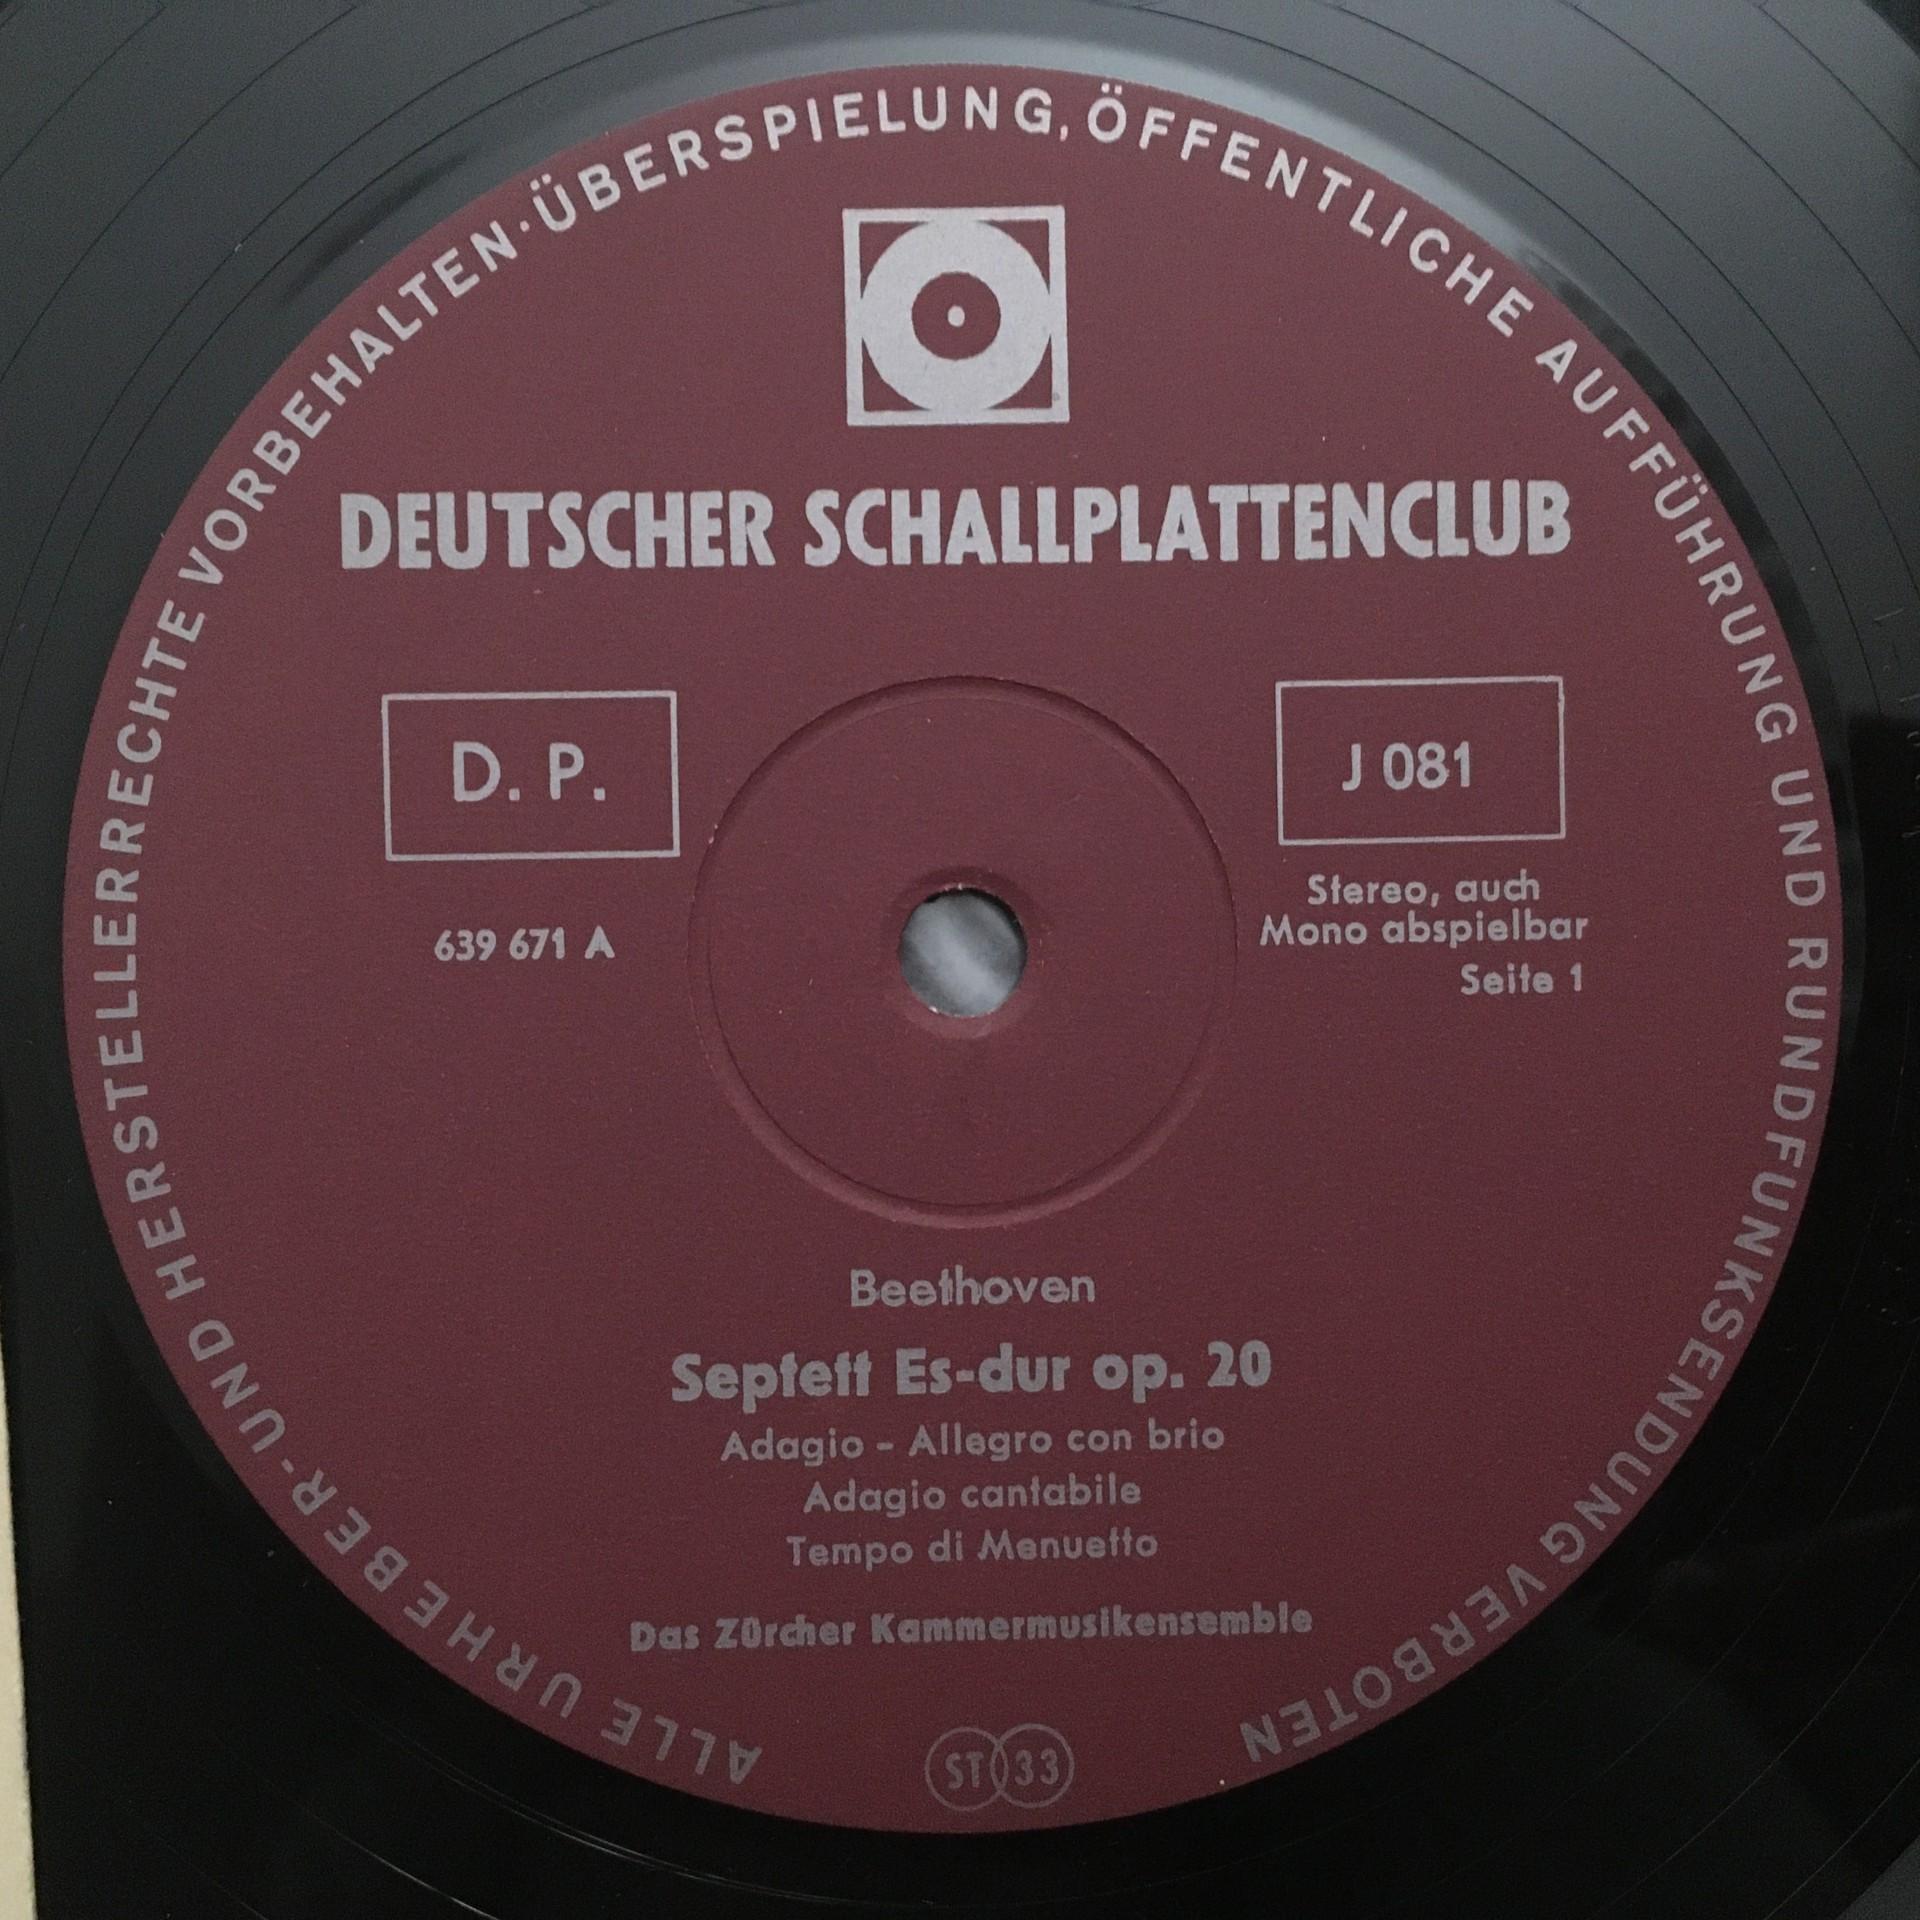 ALLE URHEBER- UND HERSTELLERRECHTE VORBEHALTEN · ÜBERSPIELUNG, ÖFFENTLICHE AUFFÜHRUNG UND RUNDFUNKSENDUNG VERBOTEN
DEUTSCHER SCHALLPLATTENCLUB
D. P.
J 081
639 671 A
Stereo, auch
Mono abspielbar
Seite 1
Beethoven
Septett Es-dur op. 20
Adagio - Allegro con brio
Adagio cantabile
Tempo di Menuetto
Das Zürcher Kammermusikensemble
ST 33